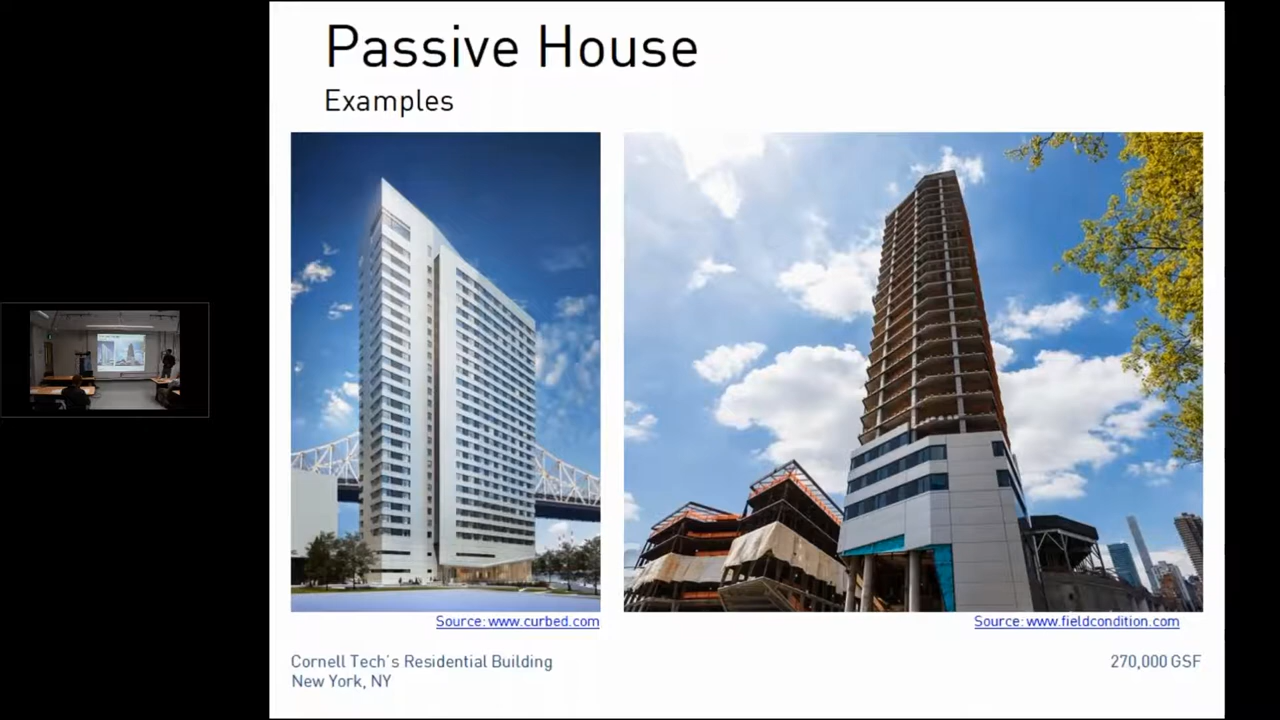 Passive House
Examples
Source: www.curbed.com
Source: www.fieldcondition.com
Cornell Tech's Residential Building
New York, NY
270,000 GSF